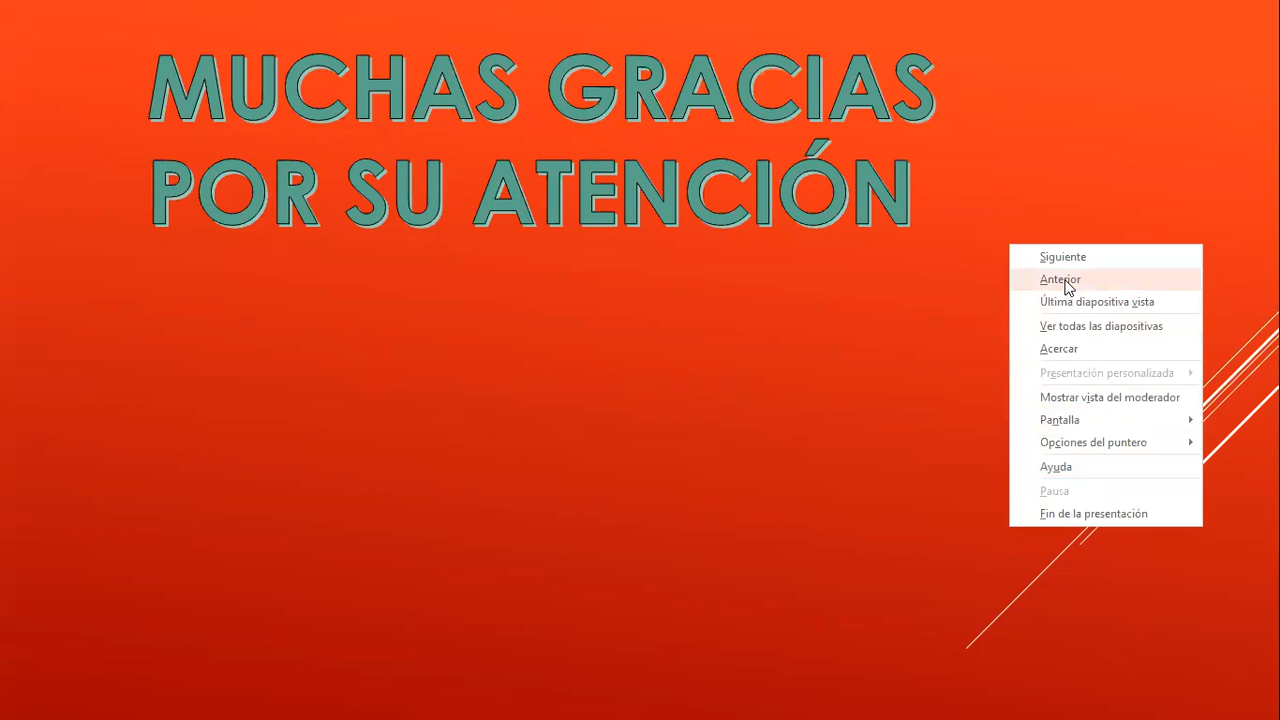 MUCHAS GRACIAS
POR SU ATENCIÓN
Siguiente
Anterior
Última diapositiva vista
Ver todas las diapositivas
Acercar
Presentación personalizada
Mostrar vista del moderador
Pantalla
Opciones del puntero
Ayuda
Pausa
Fin de la presentación